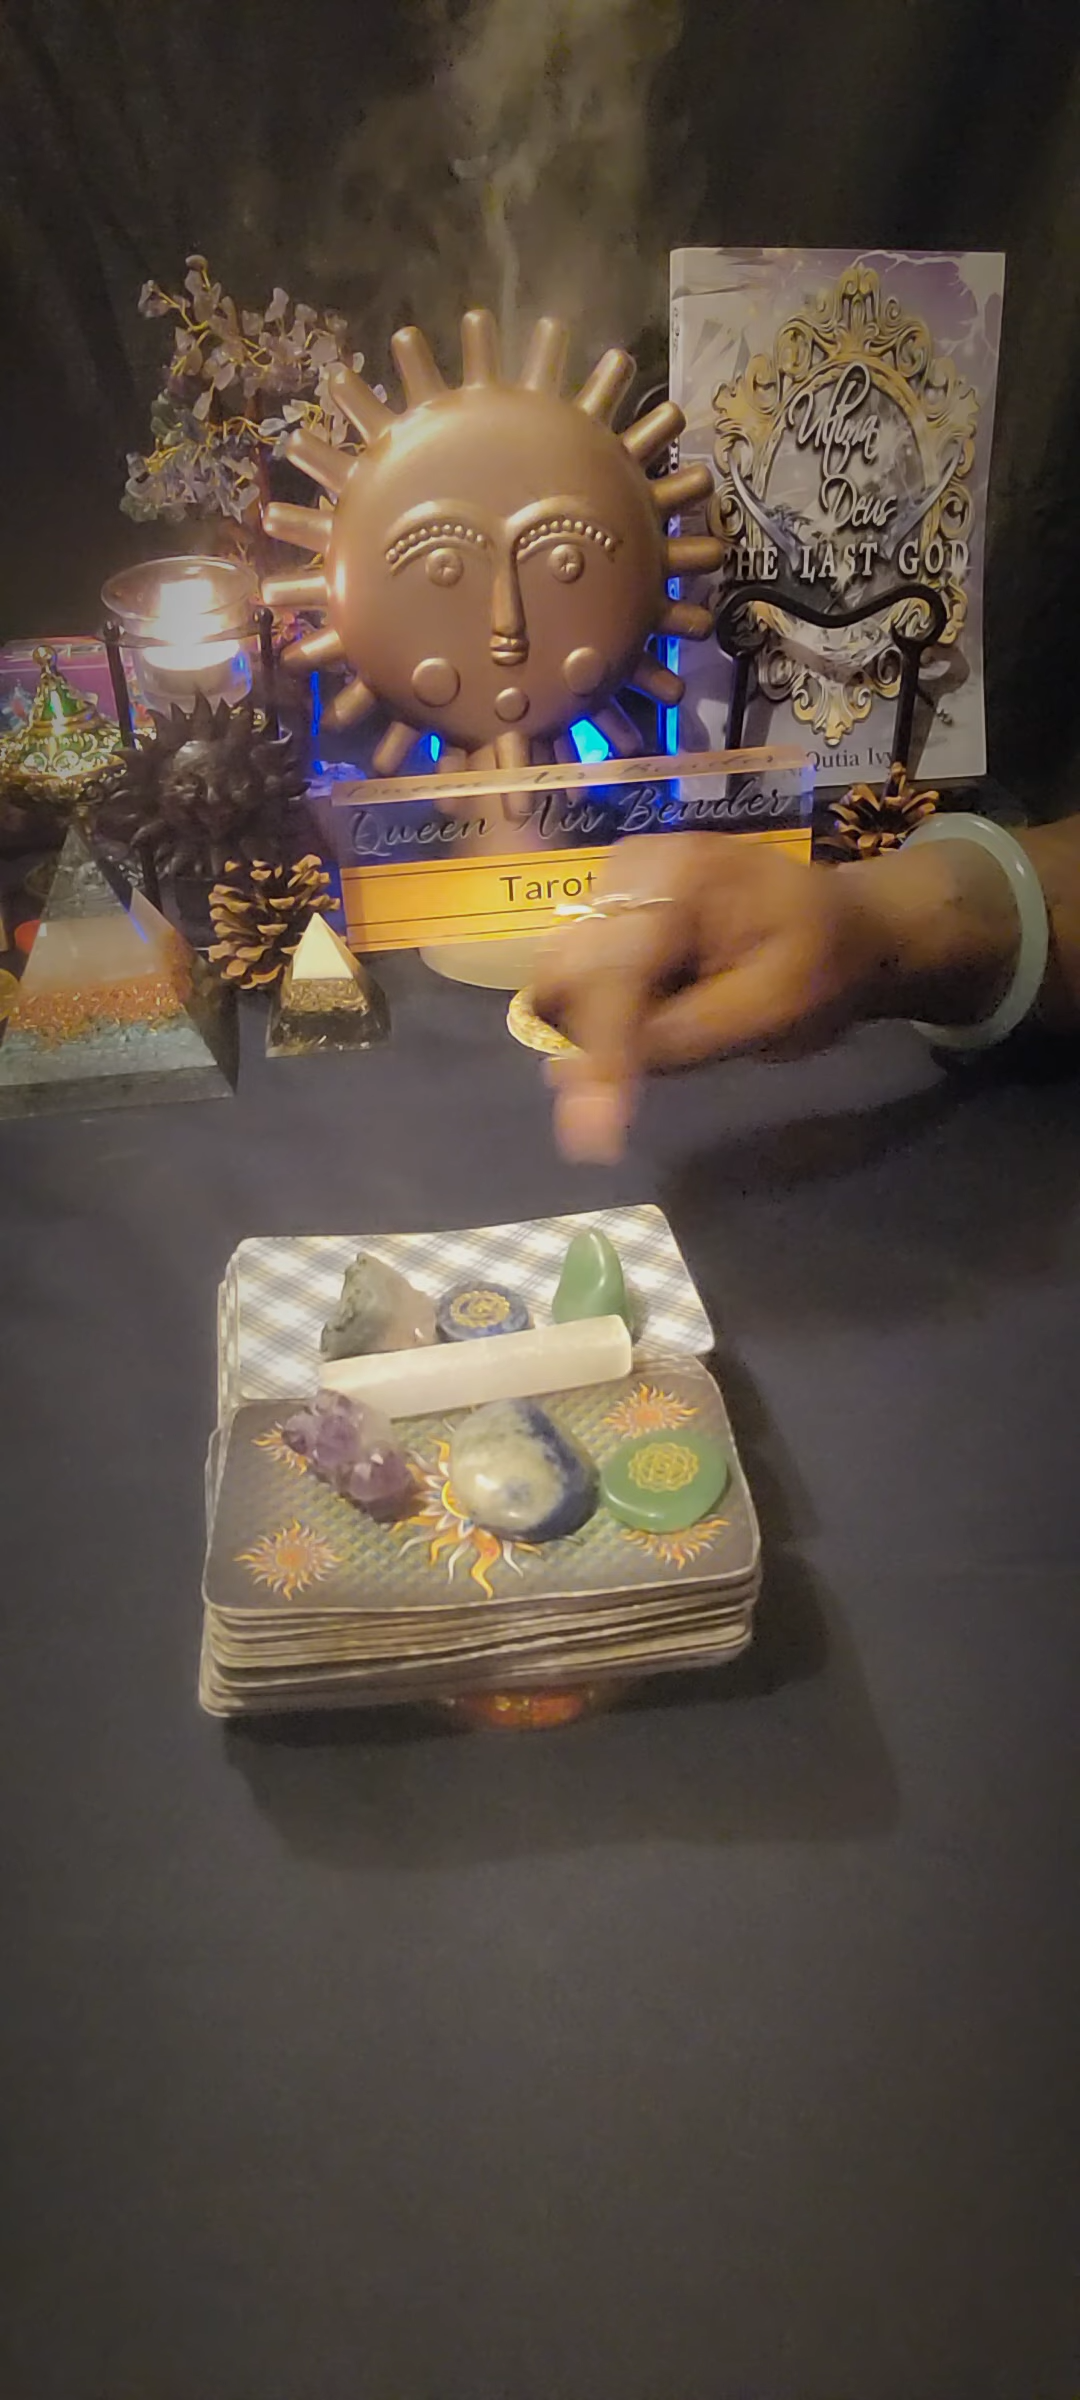 Ultima
Deus
THE LAST GOD
Qutia Ivy
Queen Air Bender
Tarot